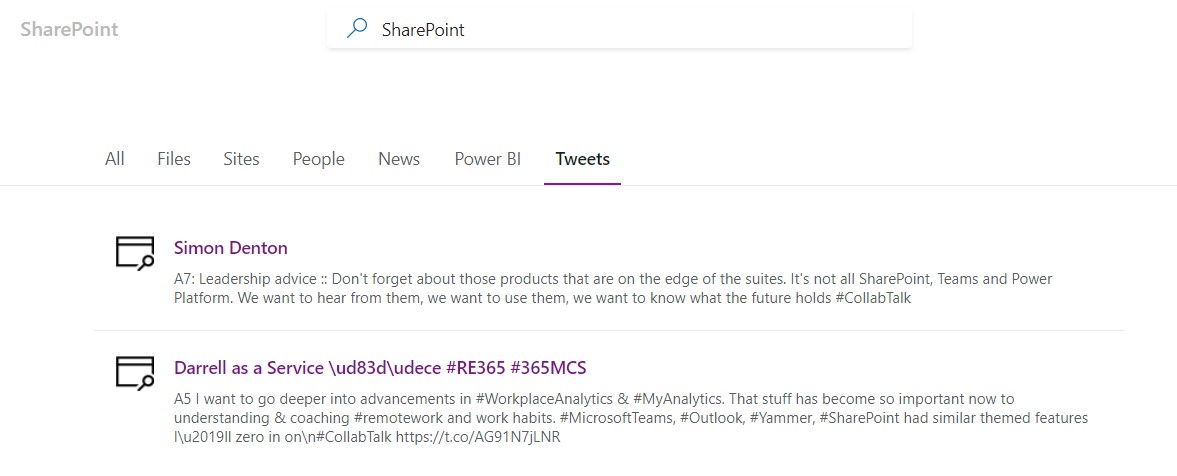 SharePoint
SharePoint
All Files Sites People News Power BI Tweets
Simon Denton
A7: Leadership advice :: Don't forget about those products that are on the edge of the suites. It's not all SharePoint, Teams and Power
Platform. We want to hear from them, we want to use them, we want to know what the future holds #CollabTalk
Darrell as a Service \ud83d\udece #RE365 #365MCS
A5 I want to go deeper into advancements in #WorkplaceAnalytics & #MyAnalytics. That stuff has become so important now to
understanding & coaching #remotework and work habits. #MicrosoftTeams, #Outlook, #Yammer, #SharePoint had similar themed features
I\u2019ll zero in on\n#CollabTalk https://t.co/AG91N7jLNR